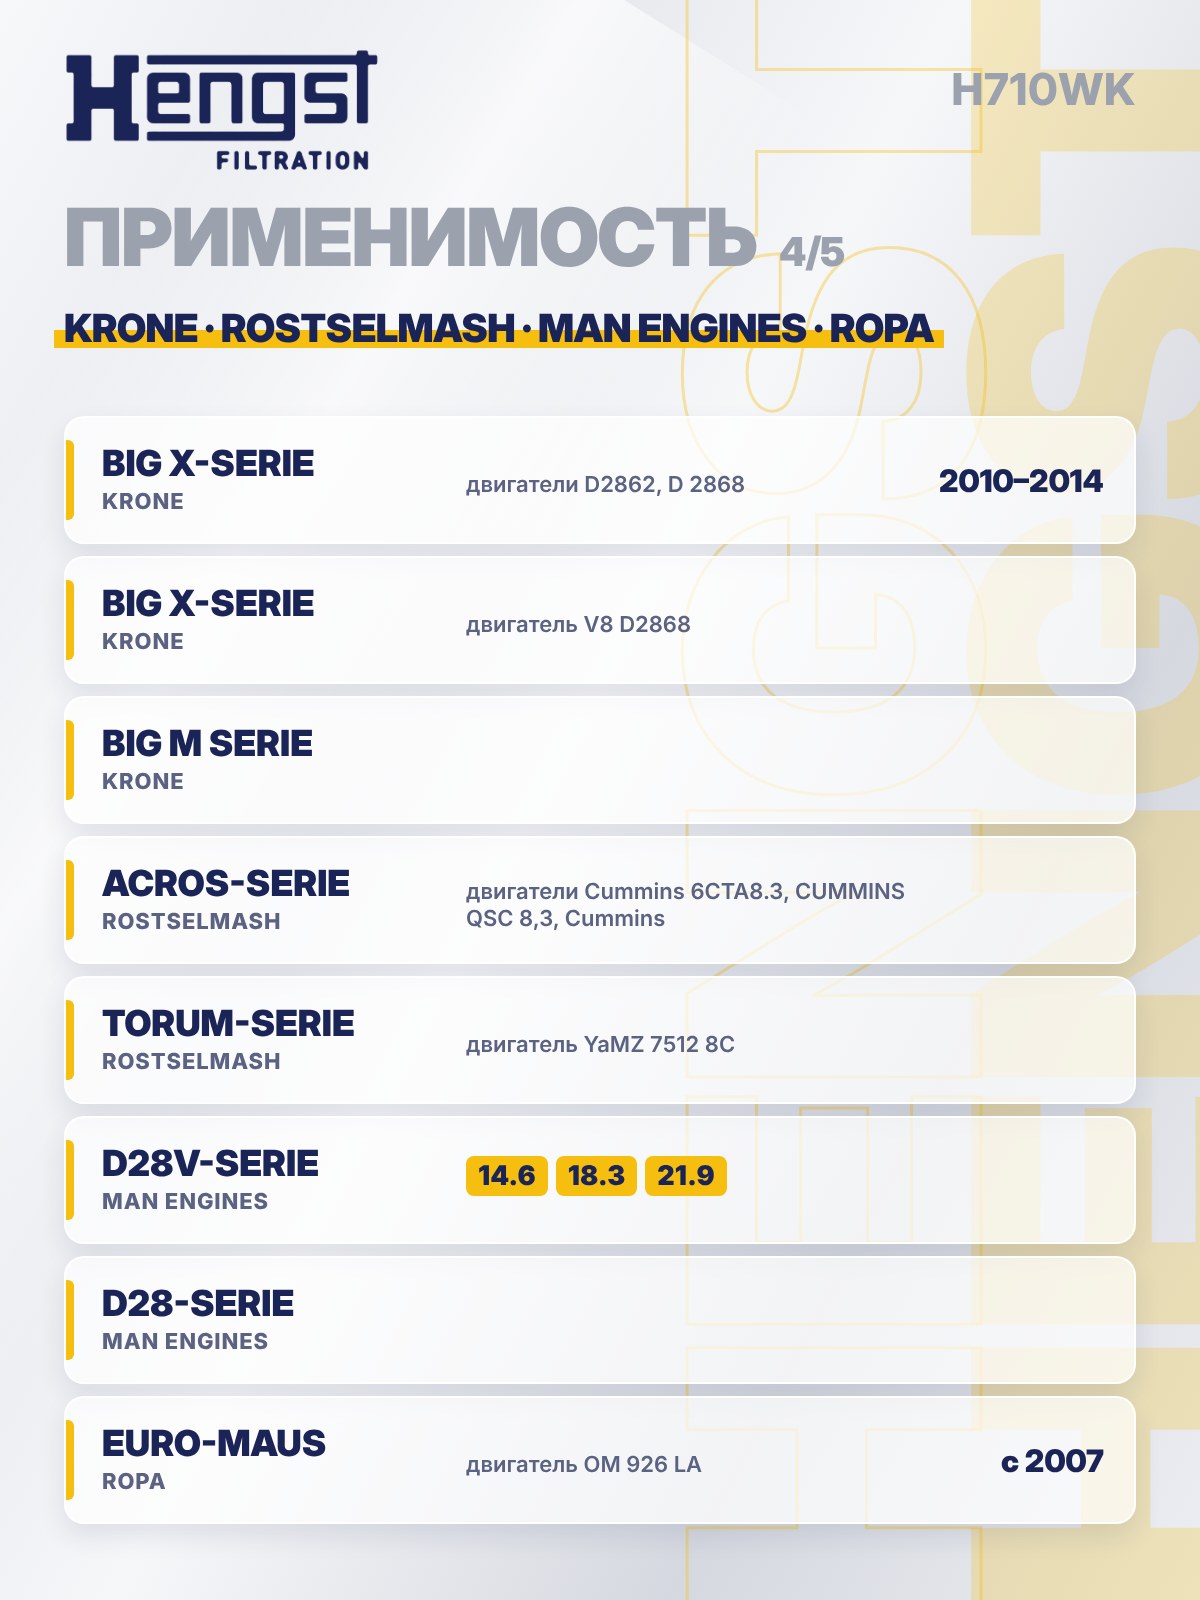 Hengst
FILTRATION
H710WK
ПРИМЕНИМОСТЬ 4/5
KRONE · ROSTSELMASH · MAN ENGINES · ROPA
BIG X-SERIE
KRONE
двигатели D2862, D 2868
2010–2014
BIG X-SERIE
KRONE
двигатель V8 D2868
BIG M SERIE
KRONE
ACROS-SERIE
ROSTSELMASH
двигатели Cummins 6CTA8.3, CUMMINS
QSC 8,3, Cummins
TORUM-SERIE
ROSTSELMASH
двигатель YaMZ 7512 8C
D28V-SERIE
MAN ENGINES
14.6 18.3 21.9
D28-SERIE
MAN ENGINES
EURO-MAUS
ROPA
двигатель OM 926 LA
с 2007
HENGST
HENGST